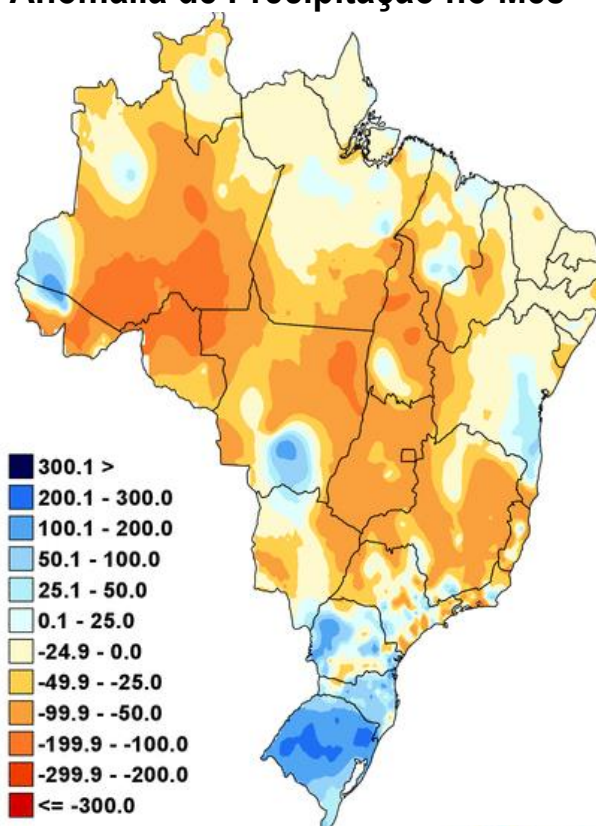 Anomalia de Precipitação no Mês
300.1 >
200.1 - 300.0
100.1 - 200.0
50.1 - 100.0
25.1 - 50.0
0.1 - 25.0
-24.9 - 0.0
-49.9 - -25.0
-99.9 - -50.0
-199.9 - -100.0
-299.9 - -200.0
<= -300.0